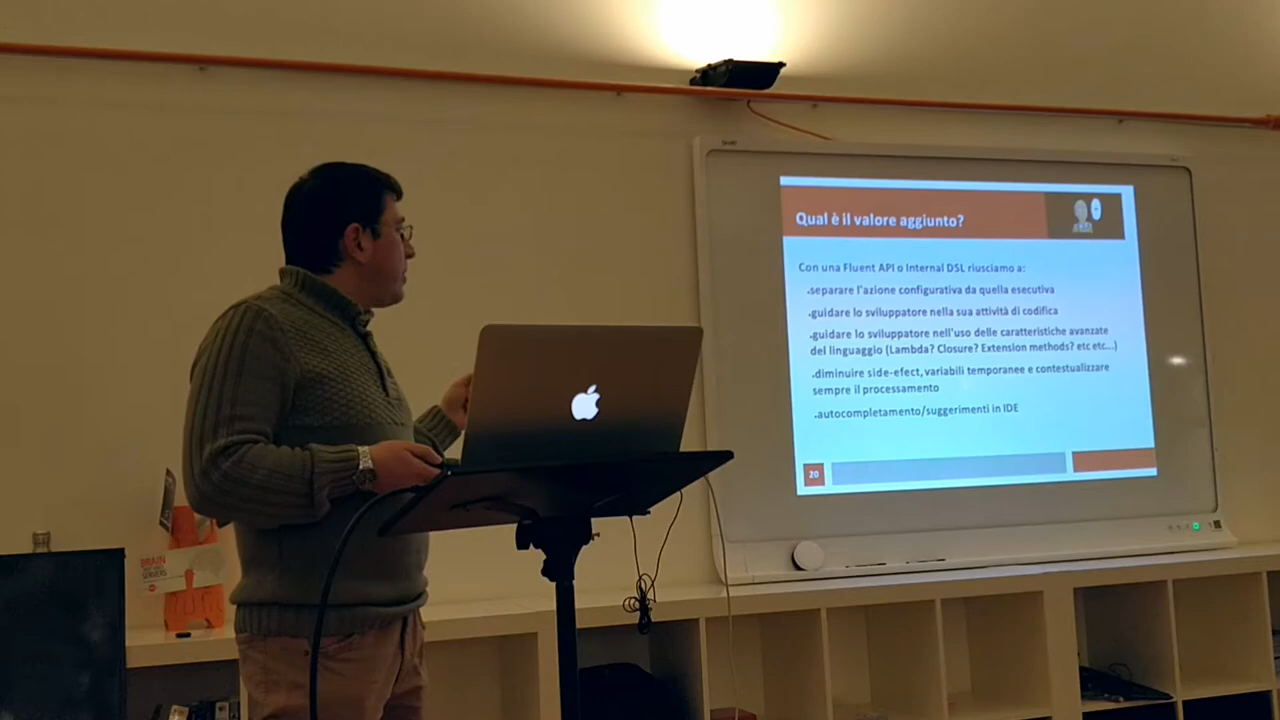 Qual è il valore aggiunto?
Con una Fluent API o Internal DSL riusciamo a:
•separare l'azione configurativa da quella esecutiva
•guidare lo sviluppatore nella sua attività di codifica
•guidare lo sviluppatore nell'uso delle caratteristiche avanzate
del linguaggio (Lambda? Closure? Extension methods? etc etc...)
•diminuire side-efect, variabili temporanee e contestualizzare
sempre il processamento
•autocompletamento/suggerimenti in IDE
20
BRAIN
SERVERS